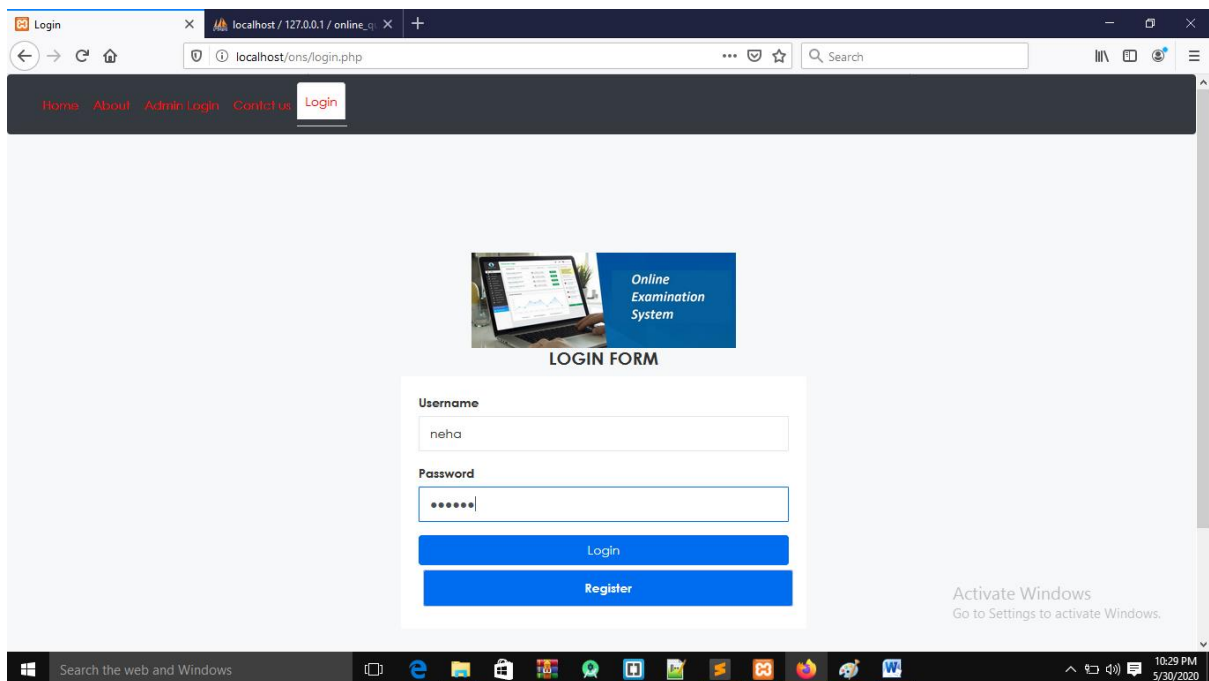 Login
localhost / 127.0.0.1 / online_q
localhost/ons/login.php
Search
Home About Admin Login Contct us Login
Online
Examination
System
LOGIN FORM
Username
neha
Password
Login
Register
Activate Windows
Go to Settings to activate Windows.
Search the web and Windows
10:29 PM
5/30/2020